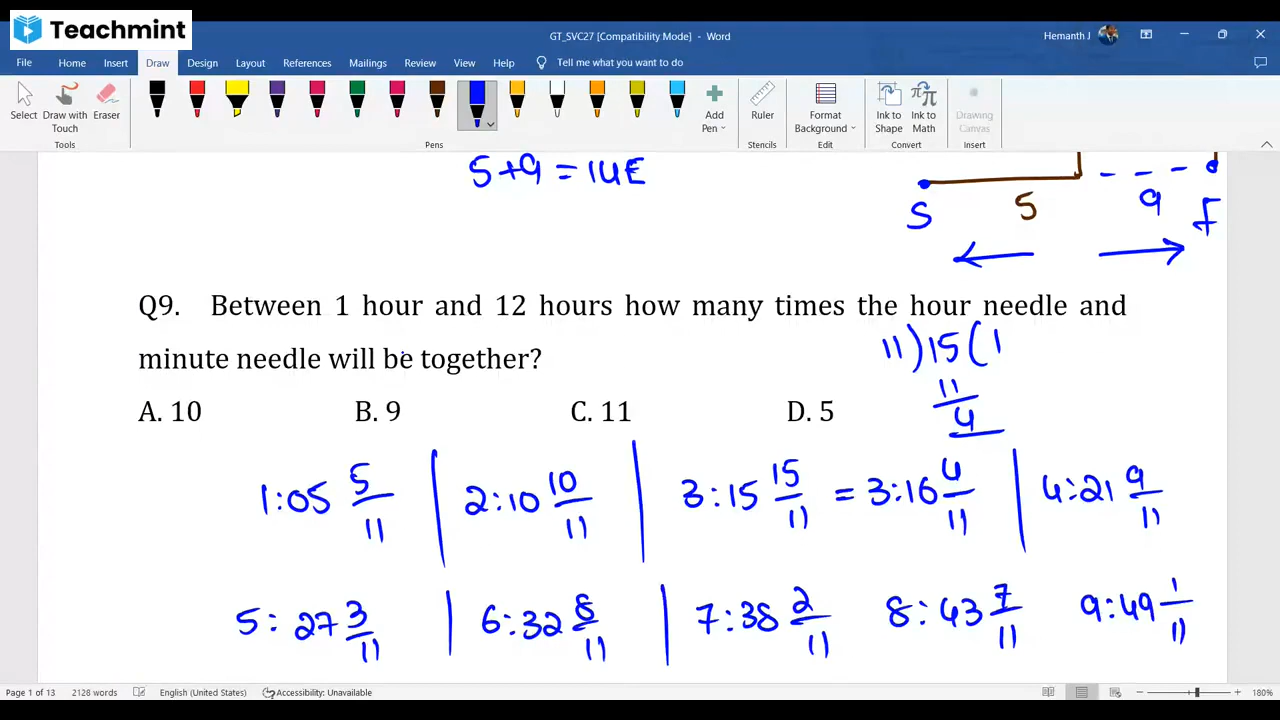 Teachmint
GT_SVC27 [Compatibility Mode] - Word
Hemanth J
File Home Insert Draw Design Layout References Mailings Review View Help Tell me what you want to do
Select Draw with Touch Eraser Add Pen Ruler Format Background Ink to Shape Ink to Math Drawing Canvas
Tools Pens Stencils Edit Convert Insert
5+9 = 14E
S 5 9 F
Q9. Between 1 hour and 12 hours how many times the hour needle and
minute needle will be together?
11)15(1
11
4
A. 10 B. 9 C. 11 D. 5
1:05 5/11 | 2:10 10/11 | 3:15 15/11 = 3:16 4/11 | 4:21 9/11
5:27 3/11 | 6:32 8/11 | 7:38 2/11 8:43 7/11 9:49 1/11
Page 1 of 13 2128 words English (United States) Accessibility: Unavailable 180%